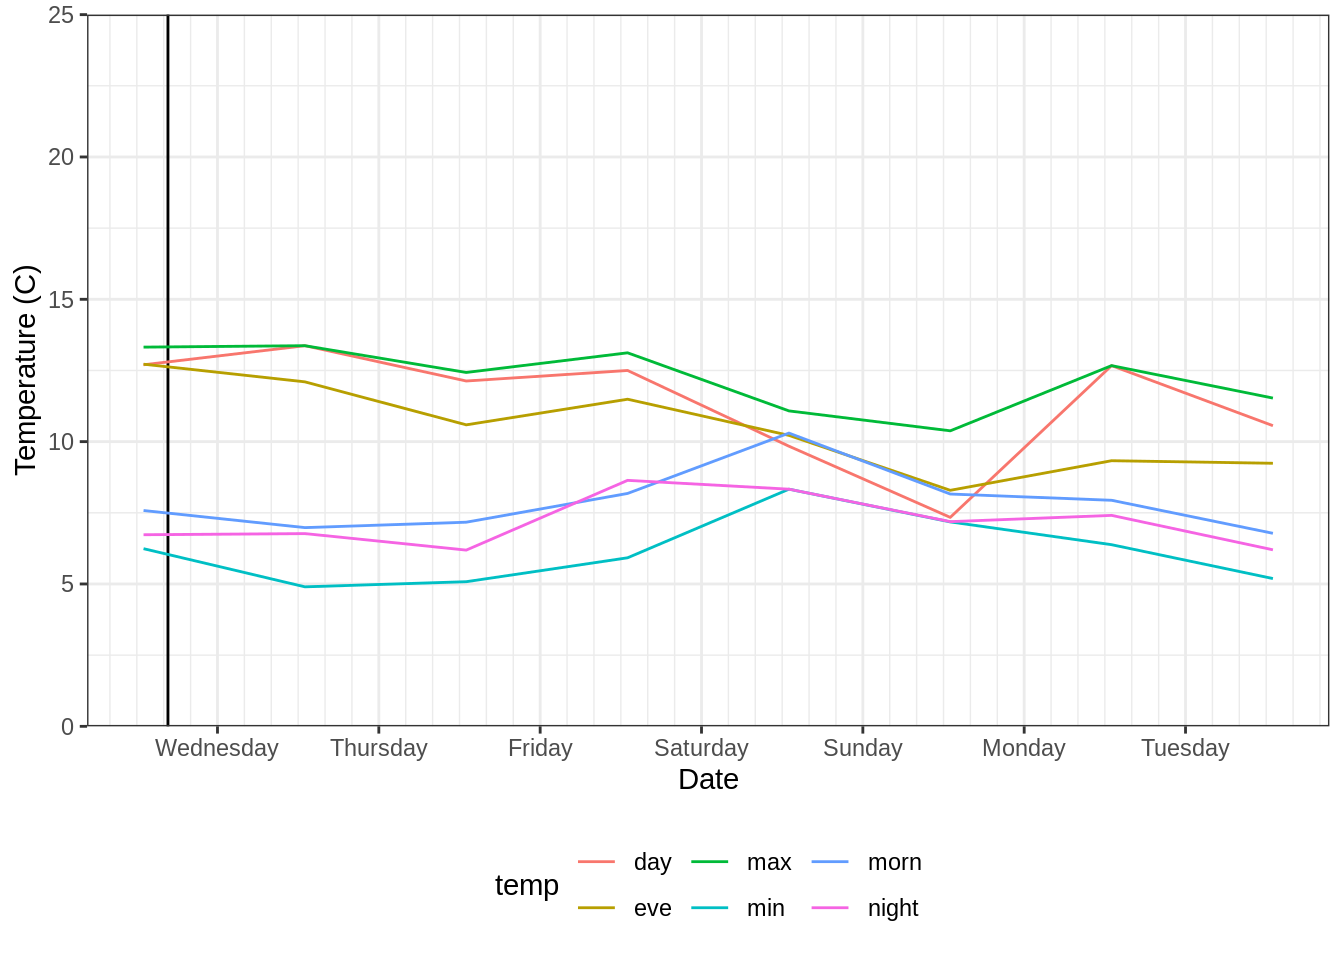 25
20
15
10
5
0
Temperature (C)
Wednesday Thursday Friday Saturday Sunday Monday Tuesday
Date
temp
day max morn
eve min night